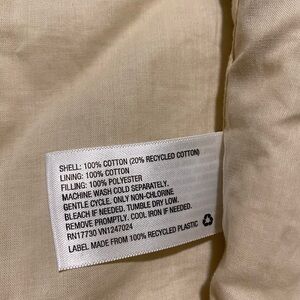 SHELL: 100% COTTON (20% RECYCLED COTTON)
LINING: 100% COTTON
FILLING: 100% POLYESTER
MACHINE WASH COLD SEPARATELY.
GENTLE CYCLE. ONLY NON-CHLORINE
BLEACH IF NEEDED. TUMBLE DRY LOW.
REMOVE PROMPTLY. COOL IRON IF NEEDED.
RN17730 VN1247024
LABEL MADE FROM 100% RECYCLED PLASTIC